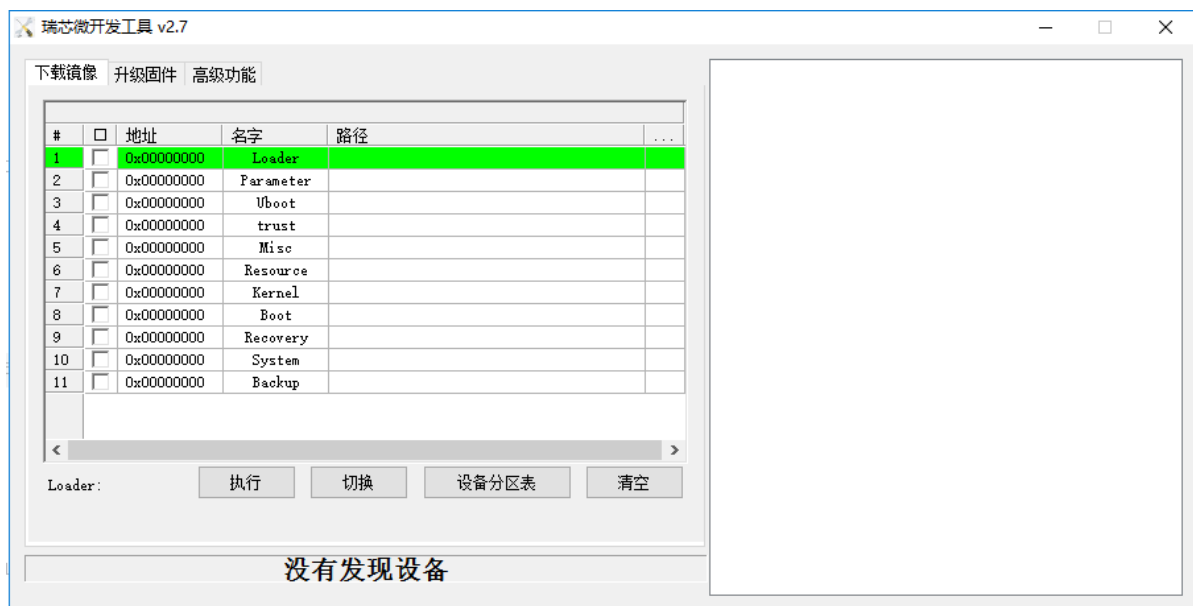 瑞芯微开发工具 v2.7
下载镜像 升级固件 高级功能
# 地址 名字 路径 ...
1 0x00000000 Loader
2 0x00000000 Parameter
3 0x00000000 Uboot
4 0x00000000 trust
5 0x00000000 Misc
6 0x00000000 Resource
7 0x00000000 Kernel
8 0x00000000 Boot
9 0x00000000 Recovery
10 0x00000000 System
11 0x00000000 Backup
Loader: 执行 切换 设备分区表 清空
没有发现设备